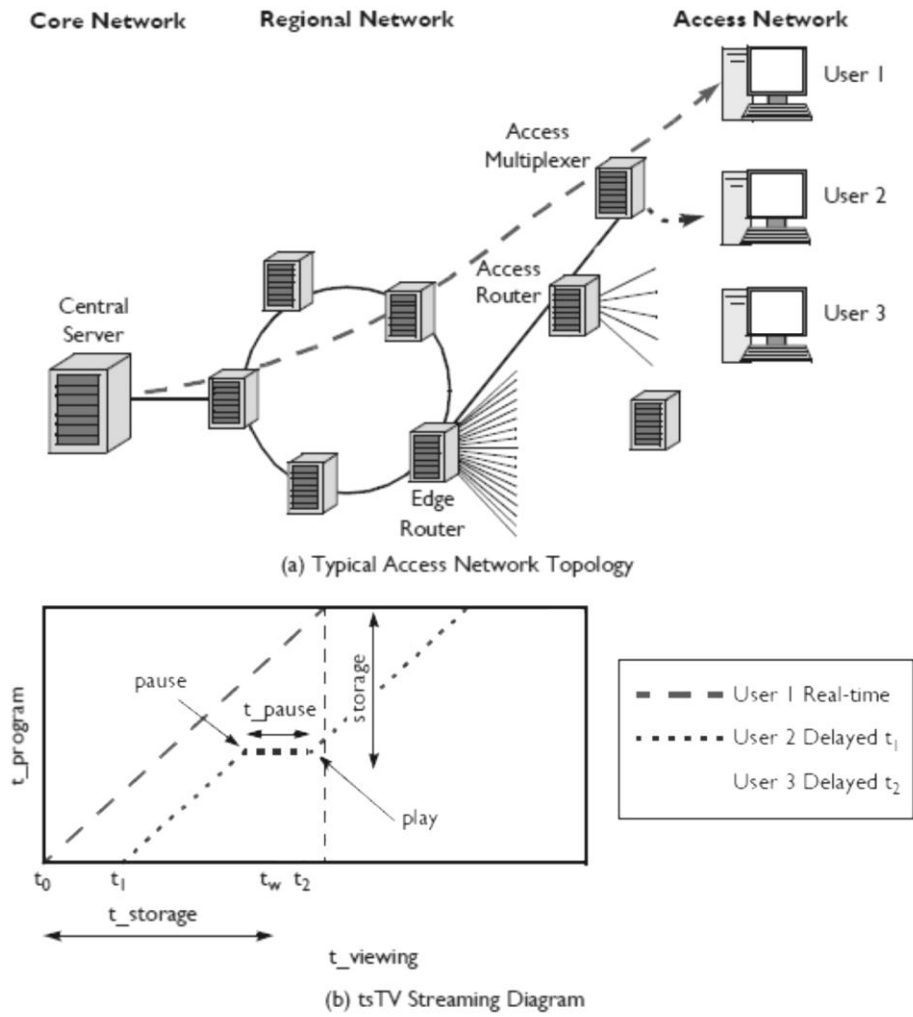 Core Network
Regional Network
Access Network
User 1
Access
Multiplexer
User 2
Access
Router
Central
Server
User 3
Edge
Router
(a) Typical Access Network Topology
pause
t_pause
storage
t_program
play
t₀
t₁
t_w
t₂
t_storage
t_viewing
(b) tsTV Streaming Diagram
User 1 Real-time
User 2 Delayed t₁
User 3 Delayed t₂